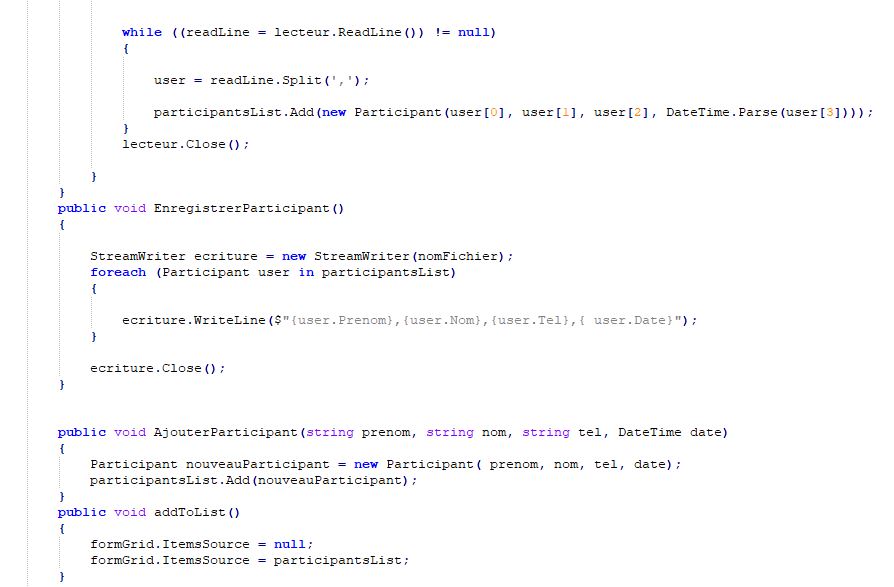 while ((readLine = lecteur.ReadLine()) != null)
{
user = readLine.Split(',');
participantsList.Add(new Participant(user[0], user[1], user[2], DateTime.Parse(user[3])));
}
lecteur.Close();
}
}
public void EnregistrerParticipant()
{
StreamWriter ecriture = new StreamWriter(nomFichier);
foreach (Participant user in participantsList)
{
ecriture.WriteLine($"{user.Prenom},{user.Nom},{user.Tel},{ user.Date}");
}
ecriture.Close();
}
public void AjouterParticipant(string prenom, string nom, string tel, DateTime date)
{
Participant nouveauParticipant = new Participant( prenom, nom, tel, date);
participantsList.Add(nouveauParticipant);
}
public void addToList()
{
formGrid.ItemsSource = null;
formGrid.ItemsSource = participantsList;
}